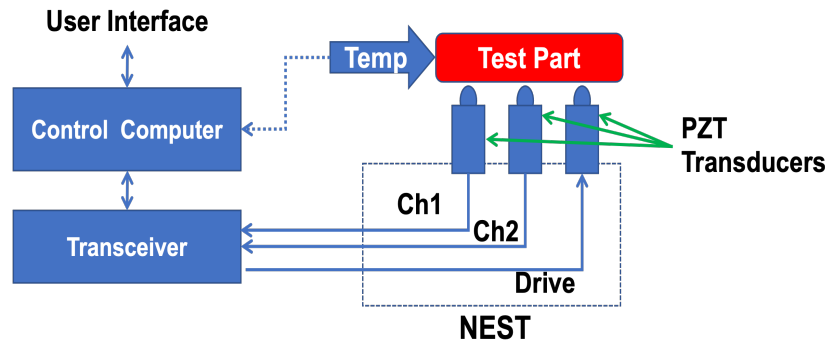 User Interface
Temp
Test Part
Control Computer
PZT
Transducers
Ch1
Ch2
Transceiver
Drive
NEST